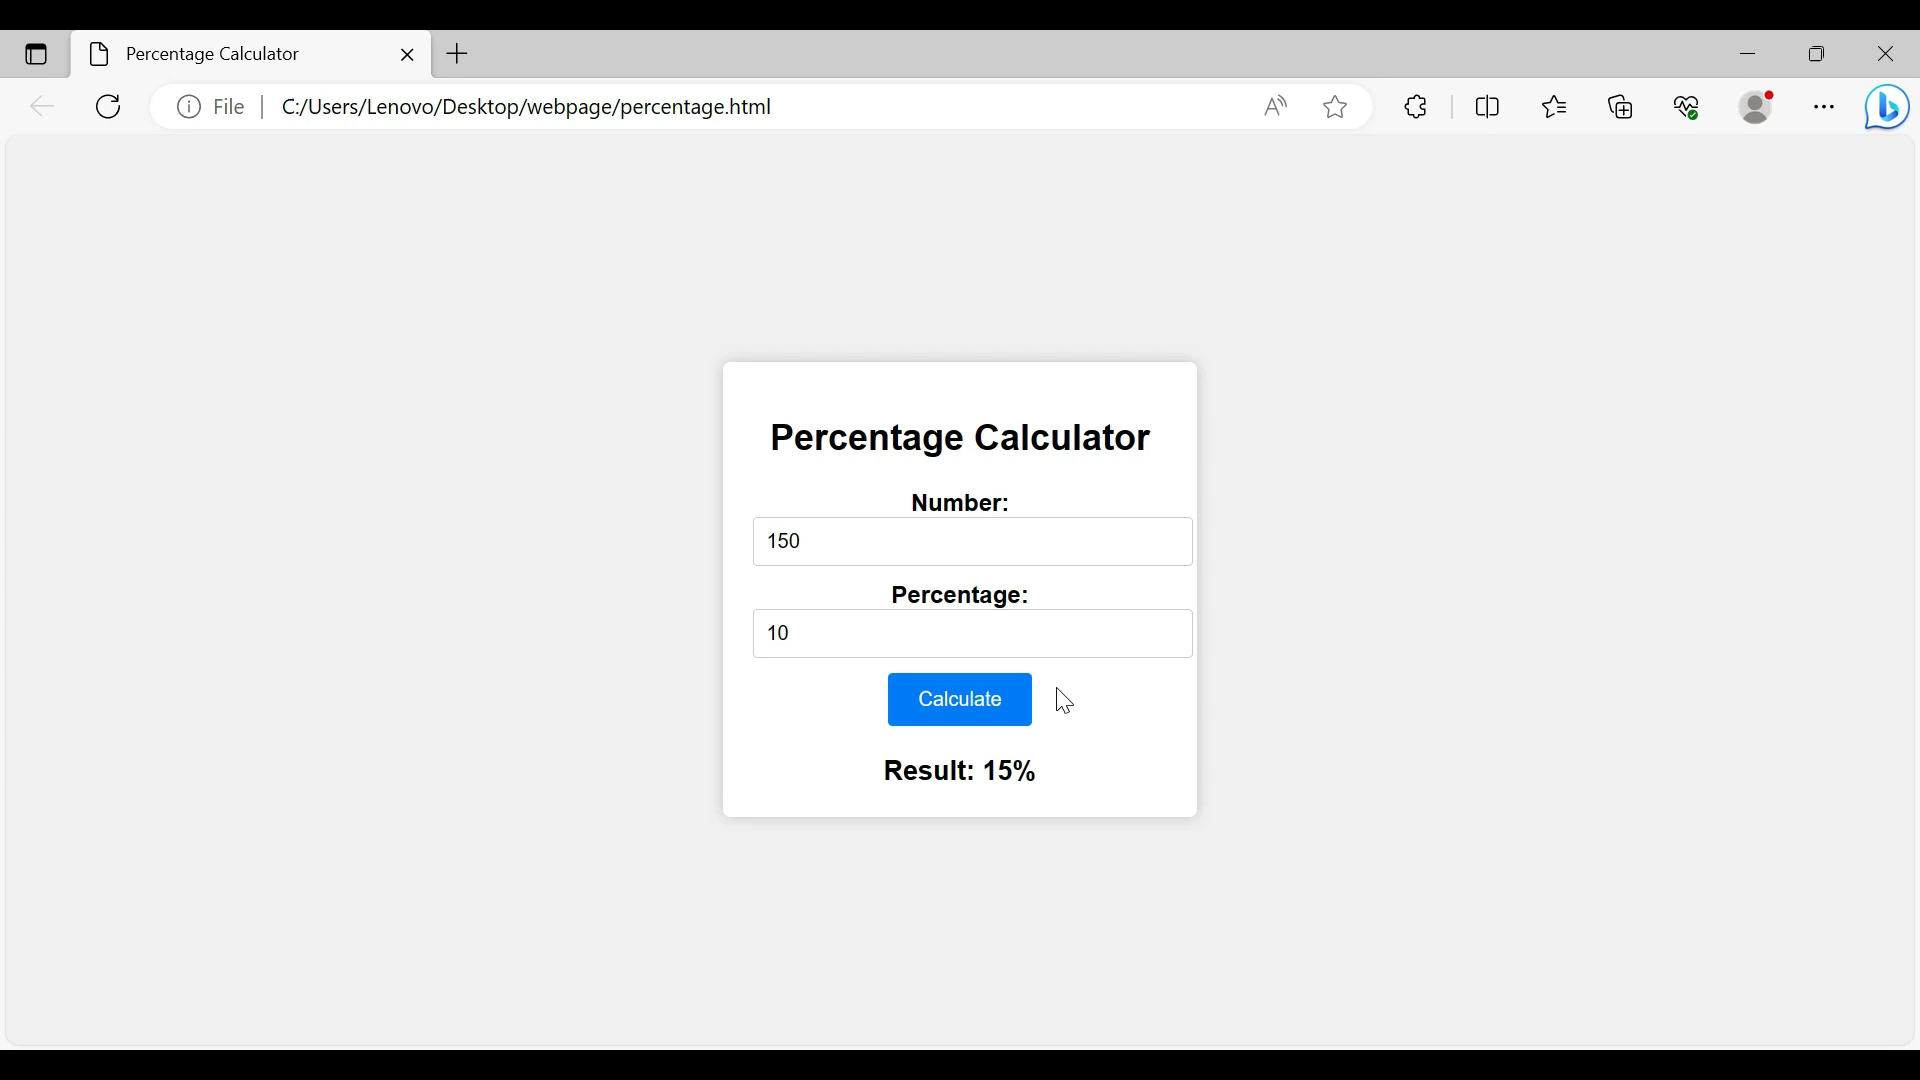 Percentage Calculator
File
C:/Users/Lenovo/Desktop/webpage/percentage.html
Percentage Calculator
Number:
150
Percentage:
10
Calculate
Result: 15%